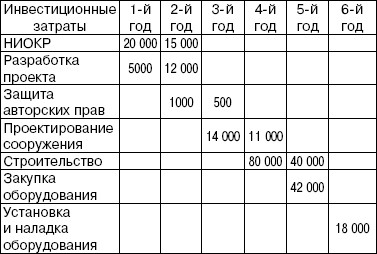 Инвестиционные затраты 1-й год 2-й год 3-й год 4-й год 5-й год 6-й год
НИОКР 20 000 15 000
Разработка проекта 5000 12 000
Защита авторских прав 1000 500
Проектирование сооружения 14 000 11 000
Строительство 80 000 40 000
Закупка оборудования 42 000
Установка и наладка оборудования 18 000